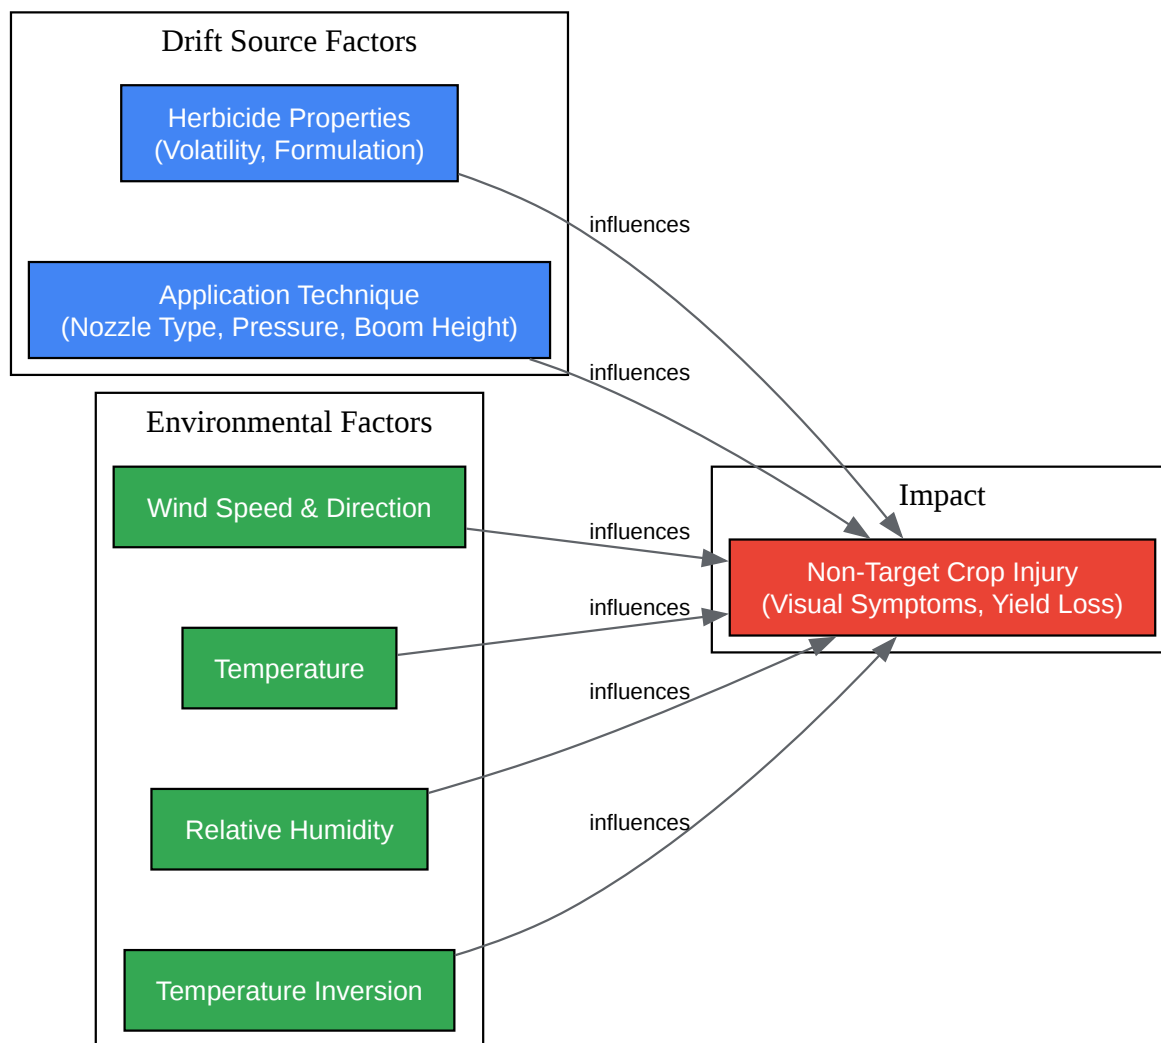 Drift Source Factors
Herbicide Properties
(Volatility, Formulation)
influences
Application Technique
(Nozzle Type, Pressure, Boom Height)
influences
Environmental Factors
Wind Speed & Direction
influences
Temperature
influences
Relative Humidity
influences
Temperature Inversion
influences
Impact
Non-Target Crop Injury
(Visual Symptoms, Yield Loss)